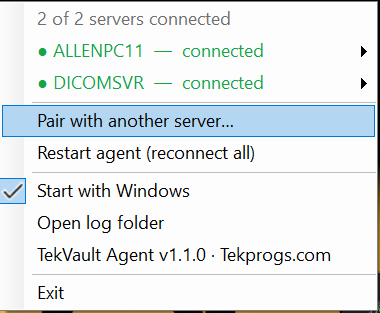 2 of 2 servers connected
● ALLENPC11 — connected
● DICOMSVR — connected
Pair with another server...
Restart agent (reconnect all)
Start with Windows
Open log folder
TekVault Agent v1.1.0 · Tekprogs.com
Exit